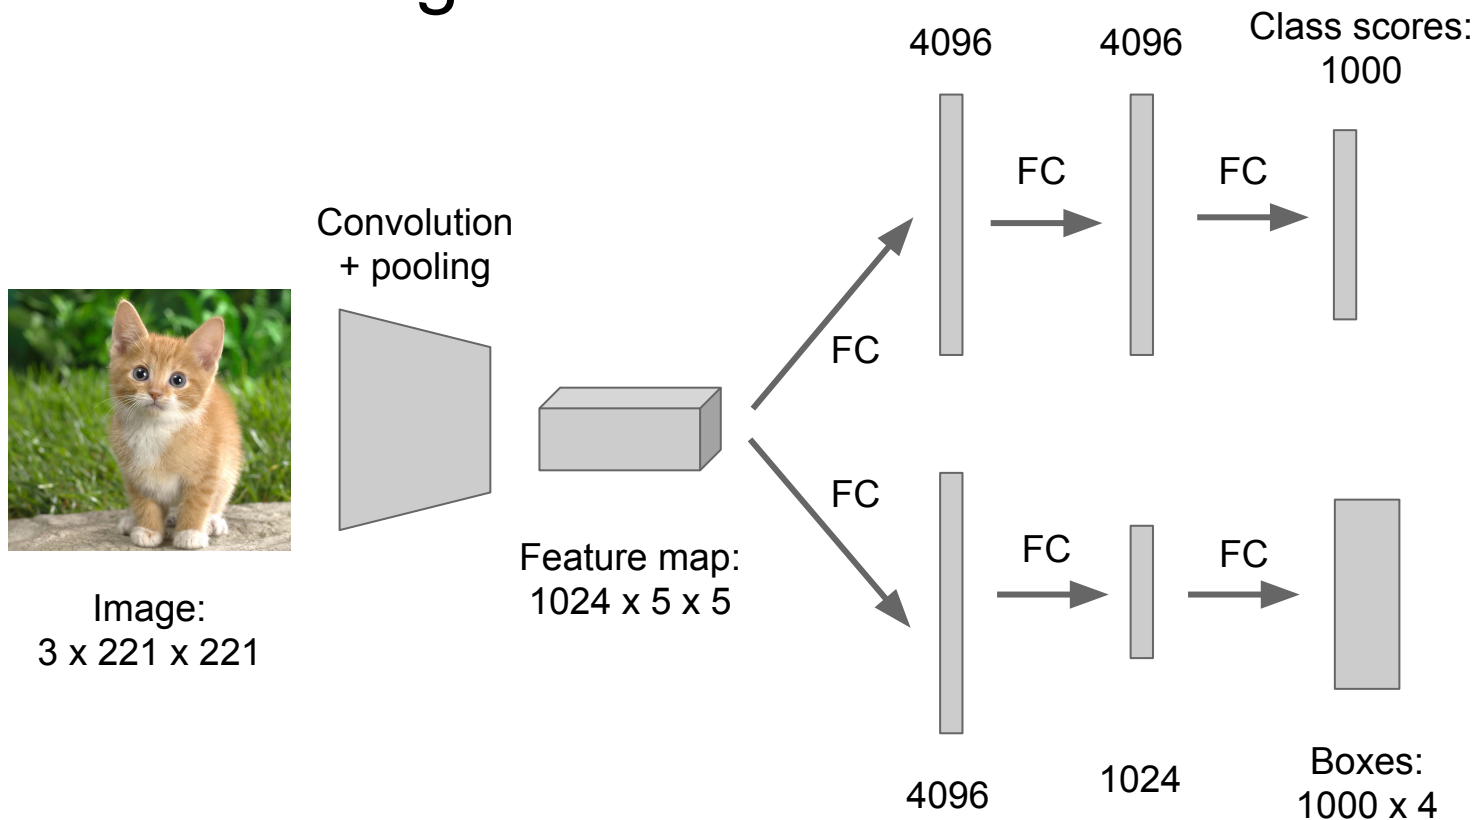 4096
4096
Class scores:
1000
FC
FC
Convolution
+ pooling
FC
FC
Feature map:
1024 x 5 x 5
FC
FC
Image:
3 x 221 x 221
4096
1024
Boxes:
1000 x 4